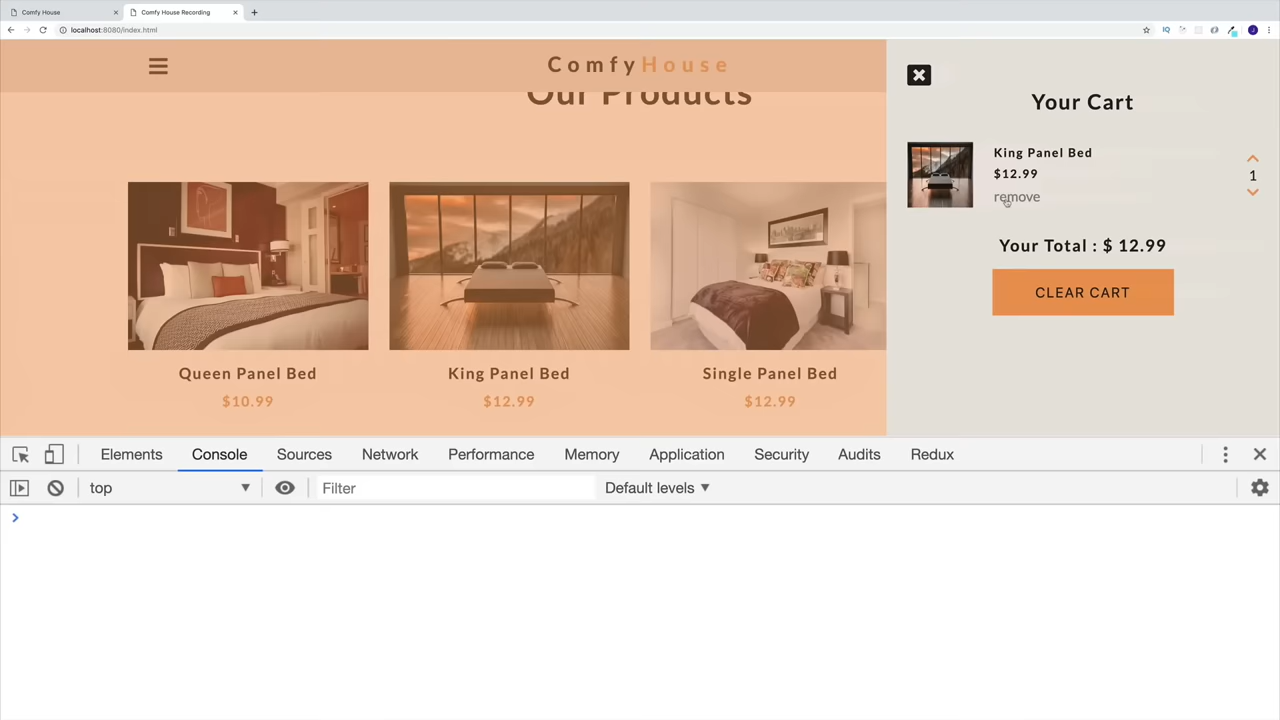 Comfy House
Comfy House Recording
localhost:8080/index.html
IQ
J
ComfyHouse
Our Products
Your Cart
King Panel Bed
$12.99
remove
1
Your Total : $ 12.99
CLEAR CART
Queen Panel Bed
King Panel Bed
Single Panel Bed
$10.99
$12.99
$12.99
Elements Console Sources Network Performance Memory Application Security Audits Redux
top
Filter
Default levels